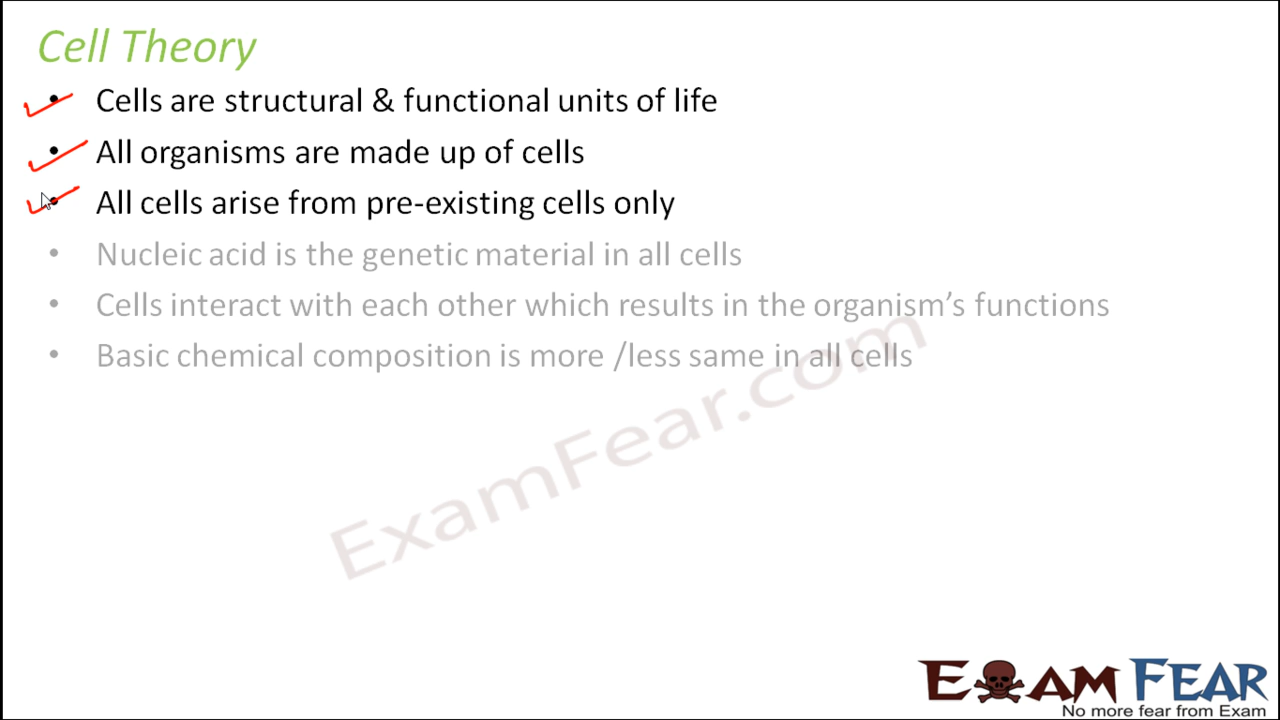 Cell Theory
• Cells are structural & functional units of life
• All organisms are made up of cells
• All cells arise from pre-existing cells only
• Nucleic acid is the genetic material in all cells
• Cells interact with each other which results in the organism’s functions
• Basic chemical composition is more /less same in all cells
ExamFear.com
EXAM FEAR
No more fear from Exam